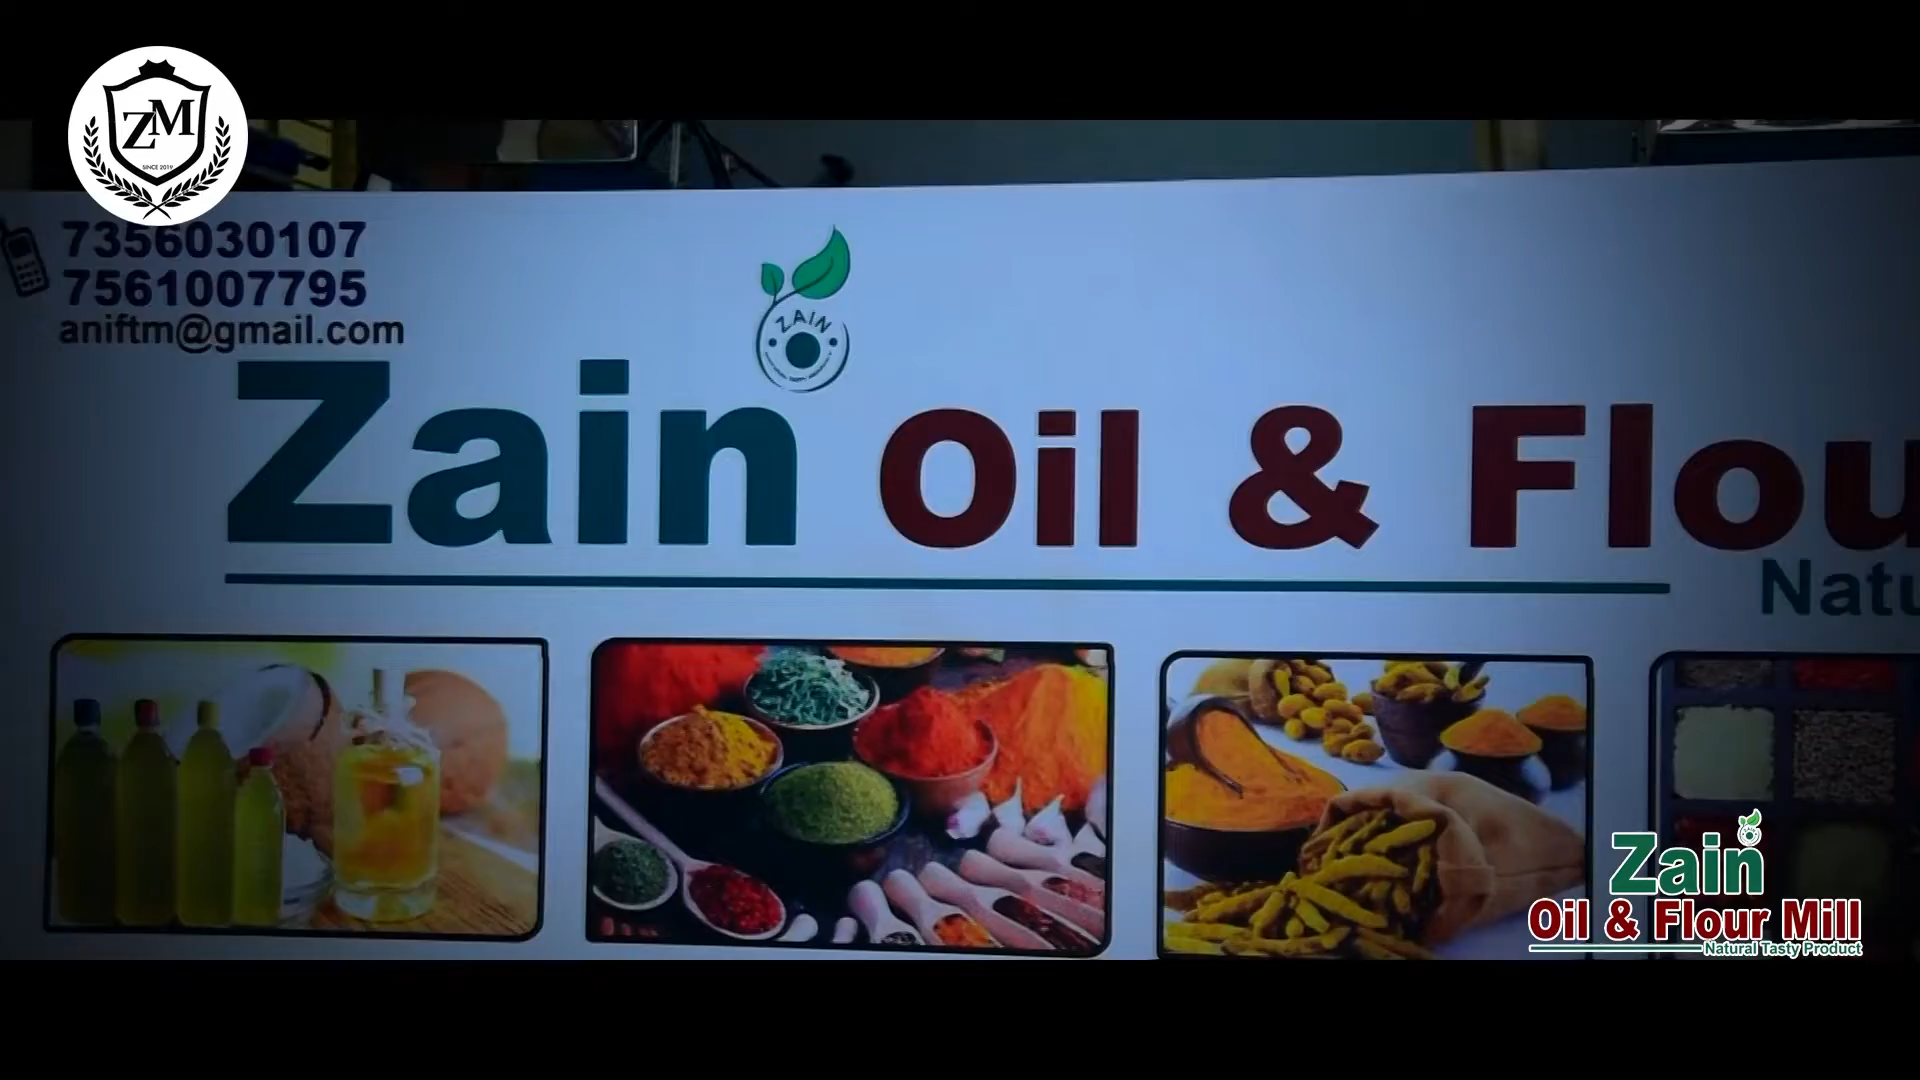 ZM
SINCE 2019
7356030107
7561007795
aniftm@gmail.com
ZAIN
Zain Oil & Flou
Natu
Zain
Oil & Flour Mill
Natural Tasty Product